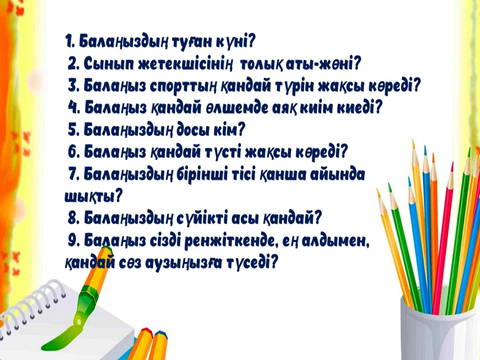 1. Балаңыздың туған күні?
2. Сынып жетекшісінің толық аты-жөні?
3. Балаңыз спорттың қандай түрін жақсы көреді?
4. Балаңыз қандай өлшемде аяқ киім киеді?
5. Балаңыздың досы кім?
6. Балаңыз қандай түсті жақсы көреді?
7. Балаңыздың бірінші тісі қанша айында
шықты?
8. Балаңыздың сүйікті асы қандай?
9. Балаңыз сізді ренжіткенде, ең алдымен,
қандай сөз аузыңызға түседі?